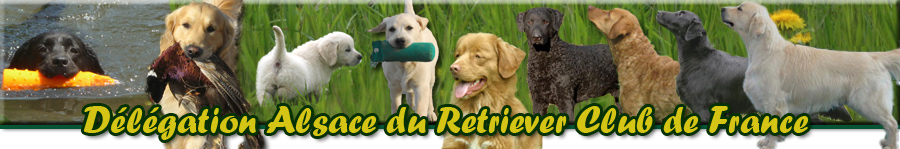 Délégation Alsace du Retriever Club de France